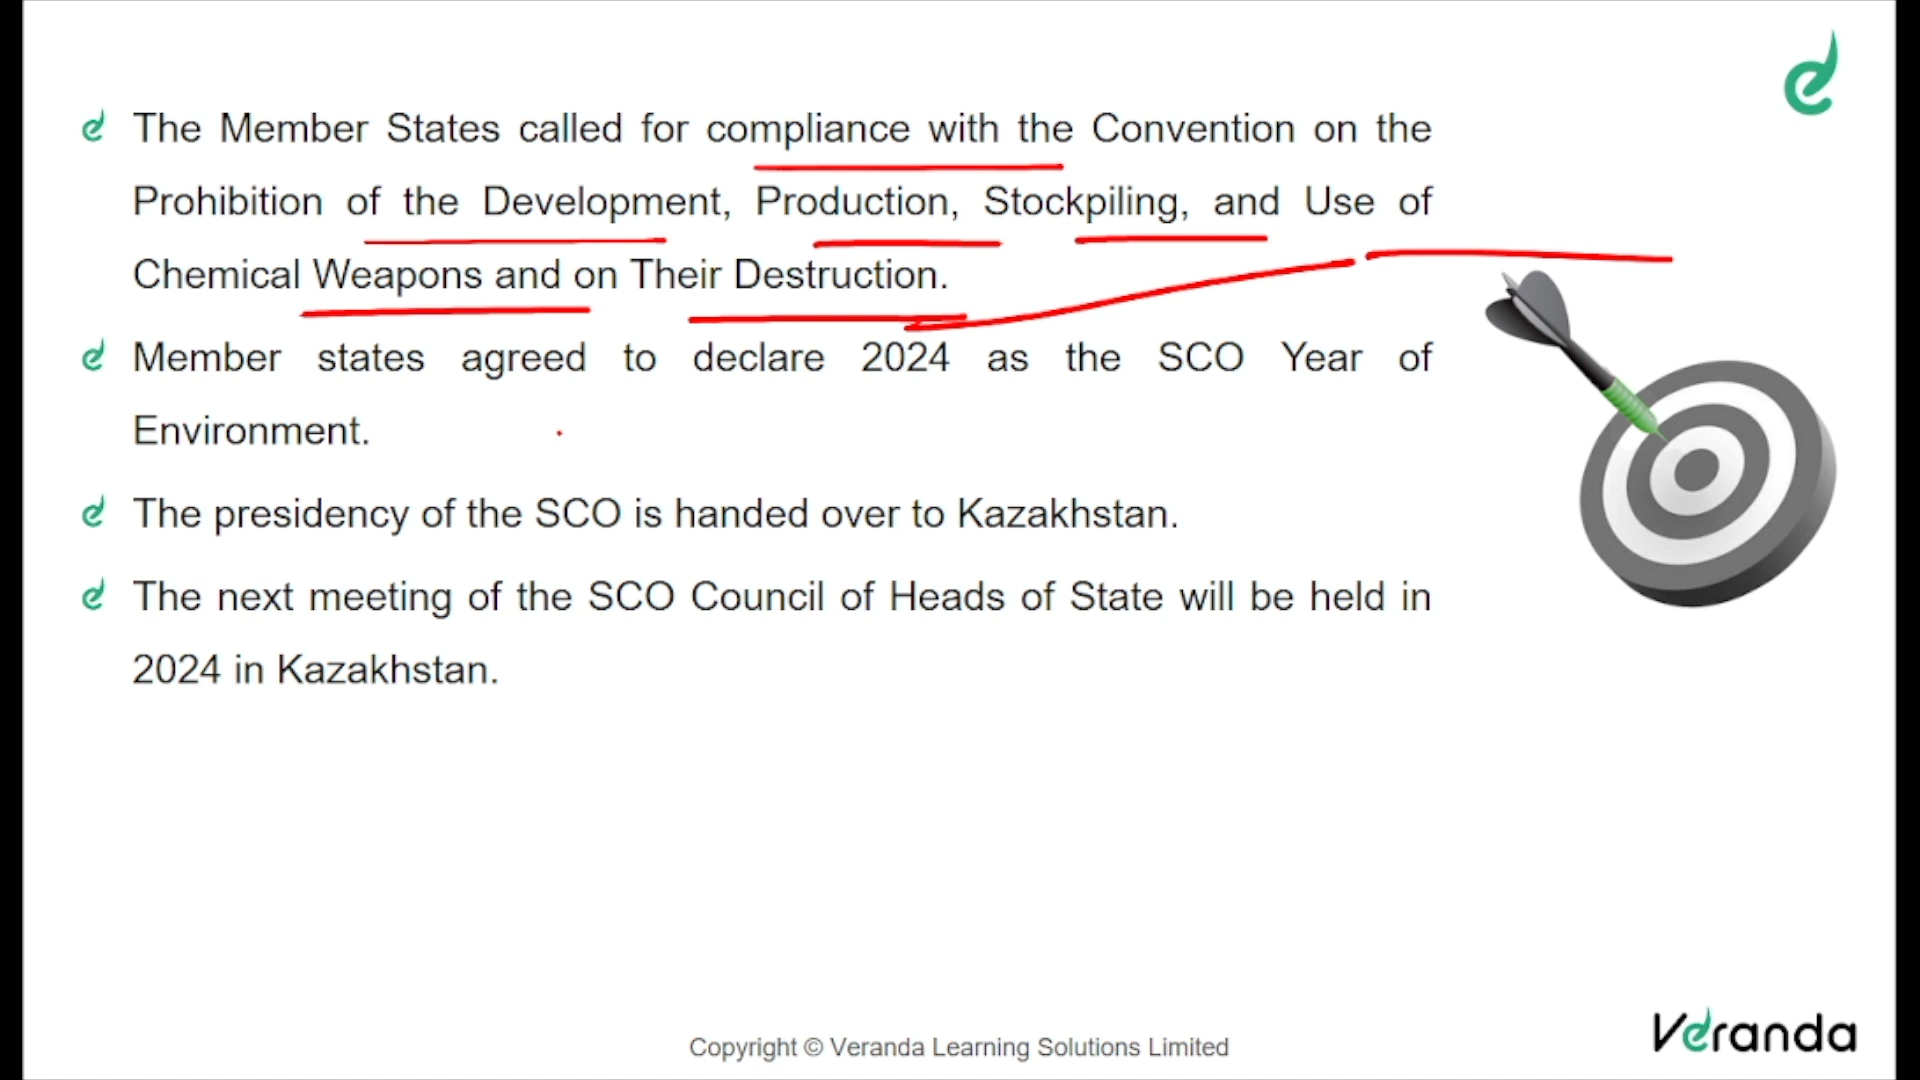 The Member States called for compliance with the Convention on the
Prohibition of the Development, Production, Stockpiling, and Use of
Chemical Weapons and on Their Destruction.
Member states agreed to declare 2024 as the SCO Year of
Environment.
The presidency of the SCO is handed over to Kazakhstan.
The next meeting of the SCO Council of Heads of State will be held in
2024 in Kazakhstan.
Veranda
Copyright © Veranda Learning Solutions Limited